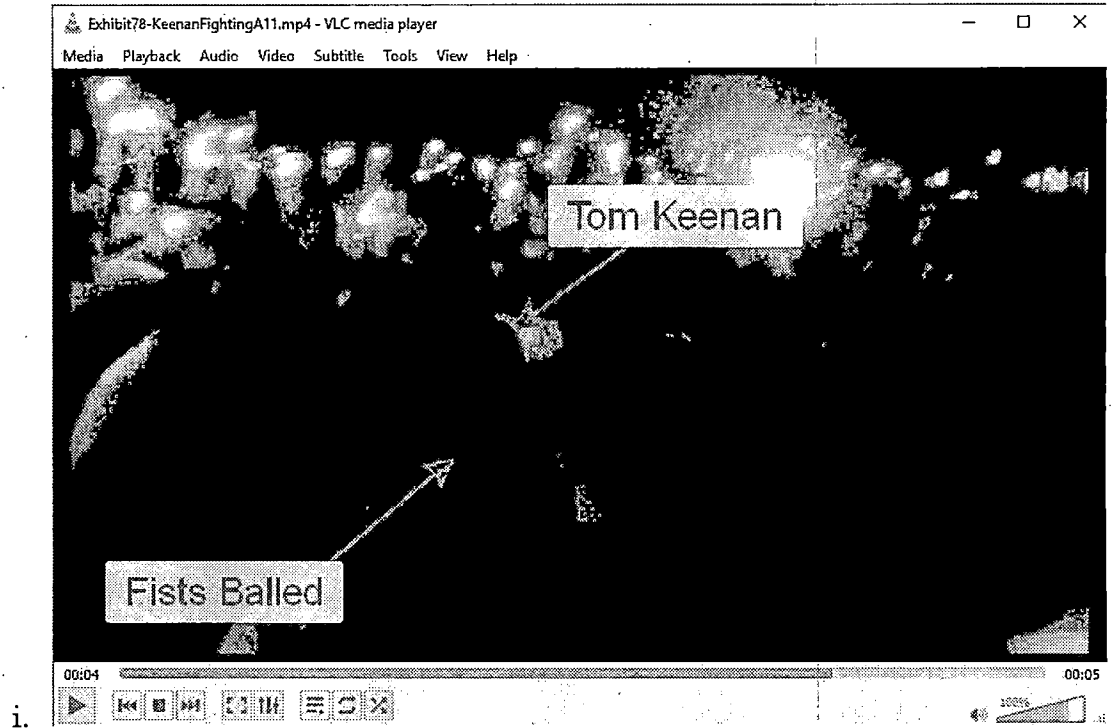 Exhibit78-KeenanFightingA11.mp4 - VLC media player
Media Playback Audio Video Subtitle Tools View Help
Tom Keenan
Fists Balled
00:04 00:05
i. 100%